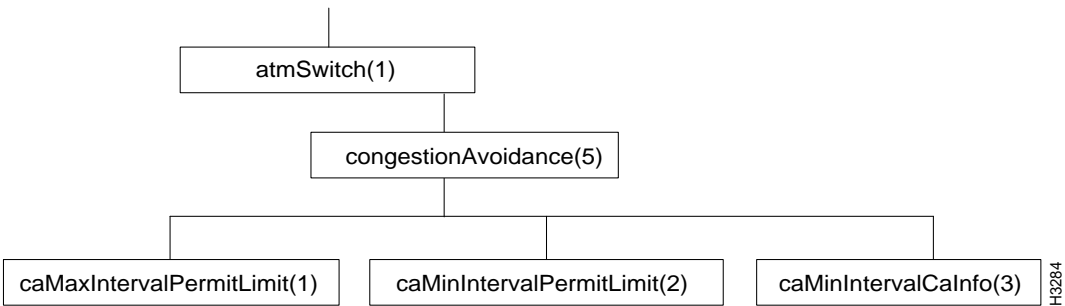 atmSwitch(1)
congestionAvoidance(5)
caMaxIntervalPermitLimit(1)
caMinIntervalPermitLimit(2)
caMinIntervalCaInfo(3)
H3284